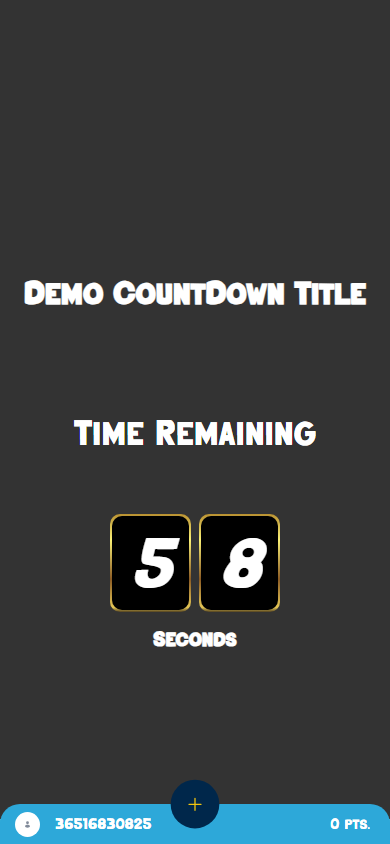 Demo CountDown Title
Time Remaining
5 8
Seconds
36516830825
0 pts.